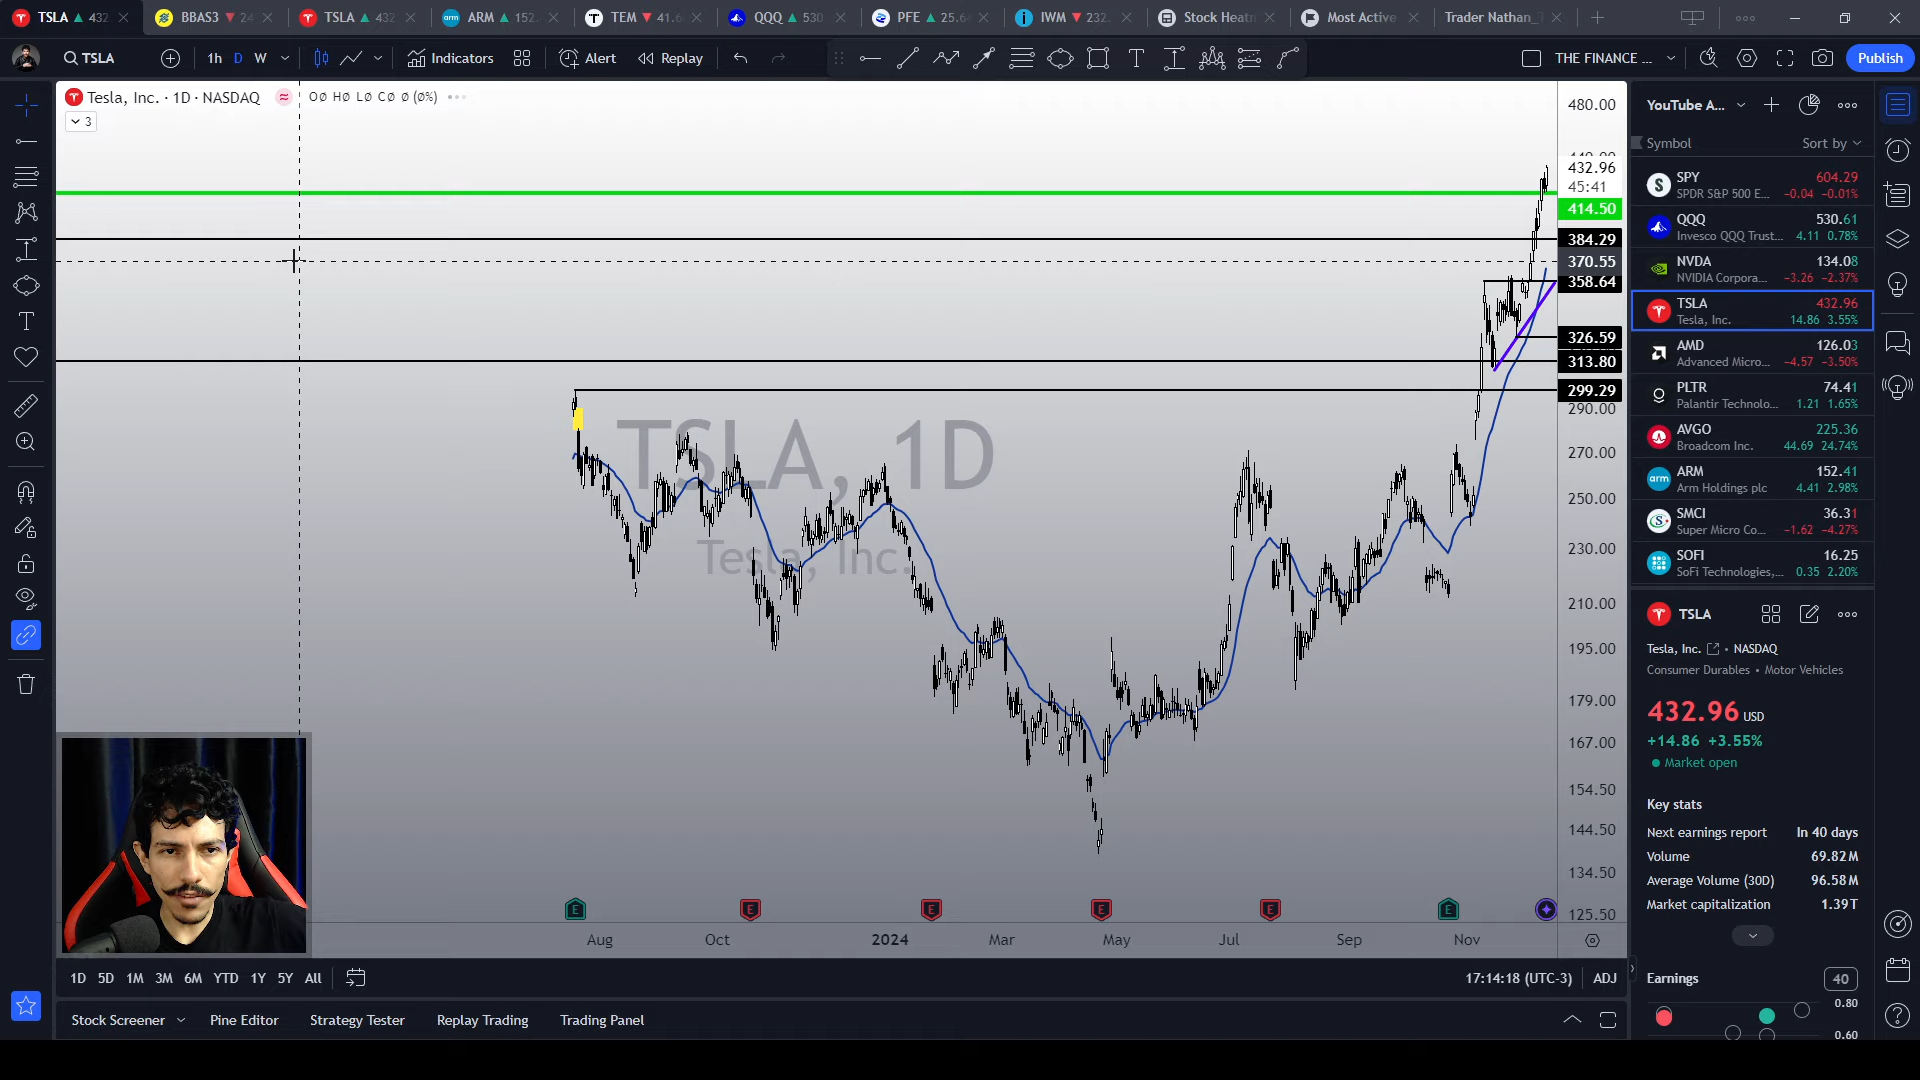 TSLA 432
BBAS3 24
TSLA 432
ARM 152.
TEM 41.6
QQQ 530
PFE 25.6
IWM 232.
Stock Heatm
Most Active
Trader Nathan_
TSLA
1h D W
Indicators
Alert
Replay
THE FINANCE ...
Publish
Tesla, Inc. · 1D · NASDAQ
O∅ H∅ L∅ C∅ ∅ (∅%)
3
480.00
432.96
45:41
414.50
384.29
370.55
358.64
326.59
313.80
299.29
290.00
270.00
250.00
230.00
210.00
195.00
179.00
167.00
154.50
144.50
134.50
125.50
TSLA, 1D
Tesla, Inc.
E E E E E E
Aug Oct 2024 Mar May Jul Sep Nov
1D 5D 1M 3M 6M YTD 1Y 5Y All
17:14:18 (UTC-3) ADJ
Stock Screener Pine Editor Strategy Tester Replay Trading Trading Panel
YouTube A...
Symbol Sort by
SPY 604.29
SPDR S&P 500 E... −0.04 −0.01%
QQQ 530.61
Invesco QQQ Trust... 4.11 0.78%
NVDA 134.08
NVIDIA Corpora... −3.26 −2.37%
TSLA 432.96
Tesla, Inc. 14.86 3.55%
AMD 126.03
Advanced Micro... −4.57 −3.50%
PLTR 74.41
Palantir Technolo... 1.21 1.65%
AVGO 225.36
Broadcom Inc. 44.69 24.74%
ARM 152.41
Arm Holdings plc 4.41 2.98%
SMCI 36.31
Super Micro Co... −1.62 −4.27%
SOFI 16.25
SoFi Technologies,... 0.35 2.20%
TSLA
Tesla, Inc. • NASDAQ
Consumer Durables • Motor Vehicles
432.96 USD
+14.86 +3.55%
Market open
Key stats
Next earnings report In 40 days
Volume 69.82M
Average Volume (30D) 96.58M
Market capitalization 1.39T
Earnings 40
0.80
0.60